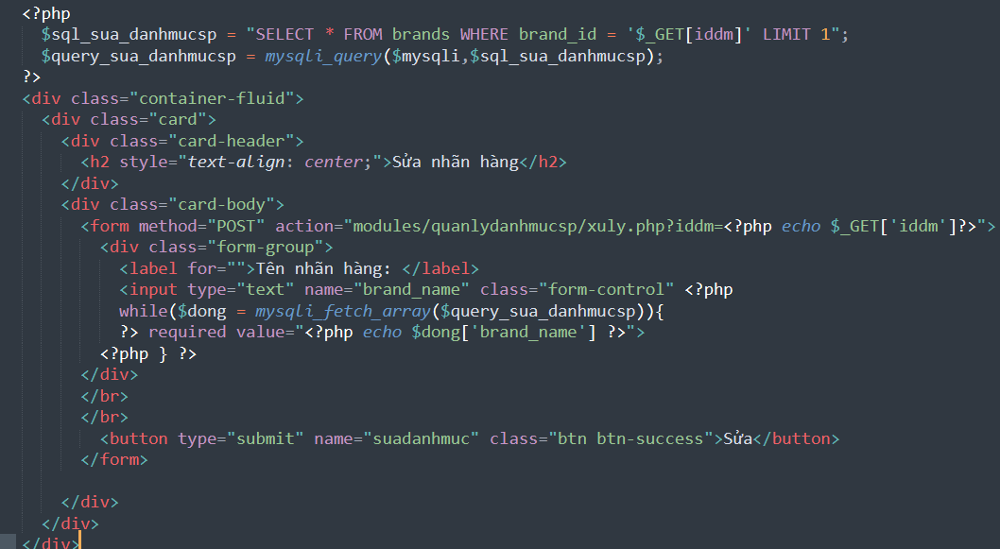 <?php
$sql_sua_danhmucsp = "SELECT * FROM brands WHERE brand_id = '$_GET[iddm]' LIMIT 1";
$query_sua_danhmucsp = mysqli_query($mysqli,$sql_sua_danhmucsp);
?>
<div class="container-fluid">
<div class="card">
<div class="card-header">
<h2 style="text-align: center;">Sửa nhãn hàng</h2>
</div>
<div class="card-body">
<form method="POST" action="modules/quanlydanhmucsp/xuly.php?iddm=<?php echo $_GET['iddm']?>">
<div class="form-group">
<label for="">Tên nhãn hàng: </label>
<input type="text" name="brand_name" class="form-control" <?php
while($dong = mysqli_fetch_array($query_sua_danhmucsp)){
?> required value="<?php echo $dong['brand_name'] ?>">
<?php } ?>
</div>
</br>
</br>
<button type="submit" name="suadanhmuc" class="btn btn-success">Sửa</button>
</form>
</div>
</div>
</div>